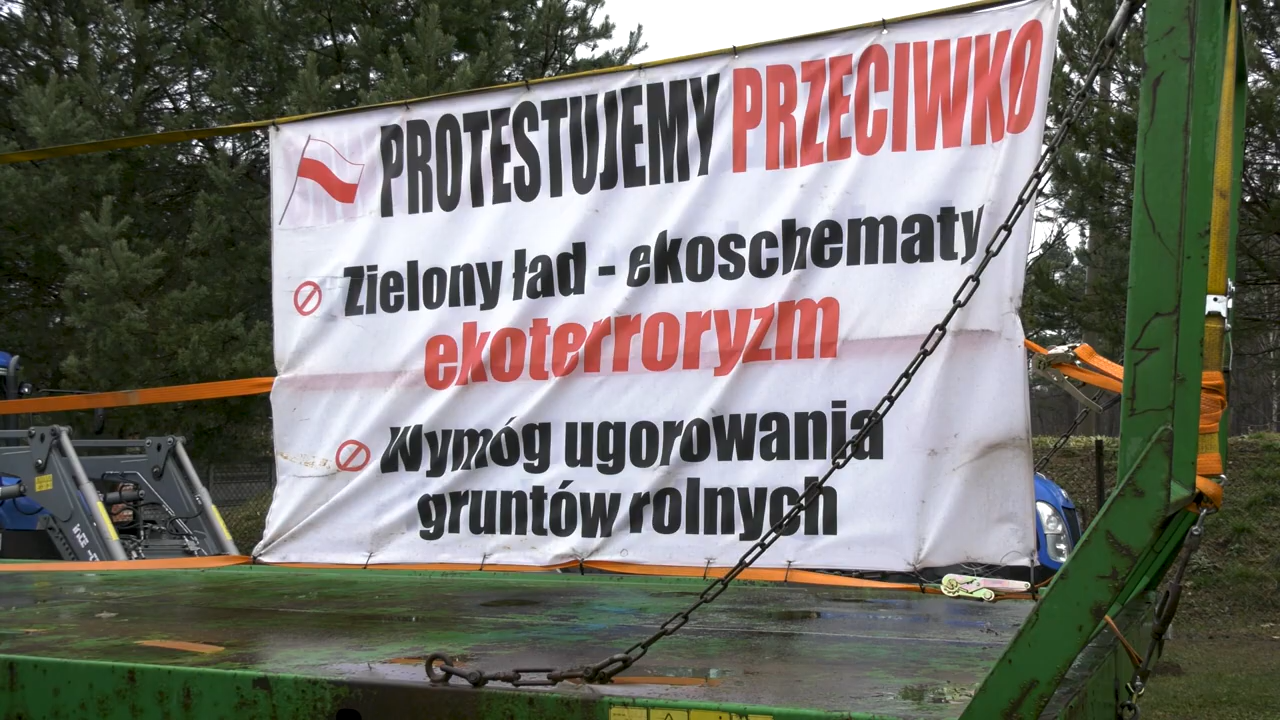 PROTESTUJEMY PRZECIWKO
Zielony ład - ekoschematy
ekoterroryzm
Wymóg ugorowania
gruntów rolnych